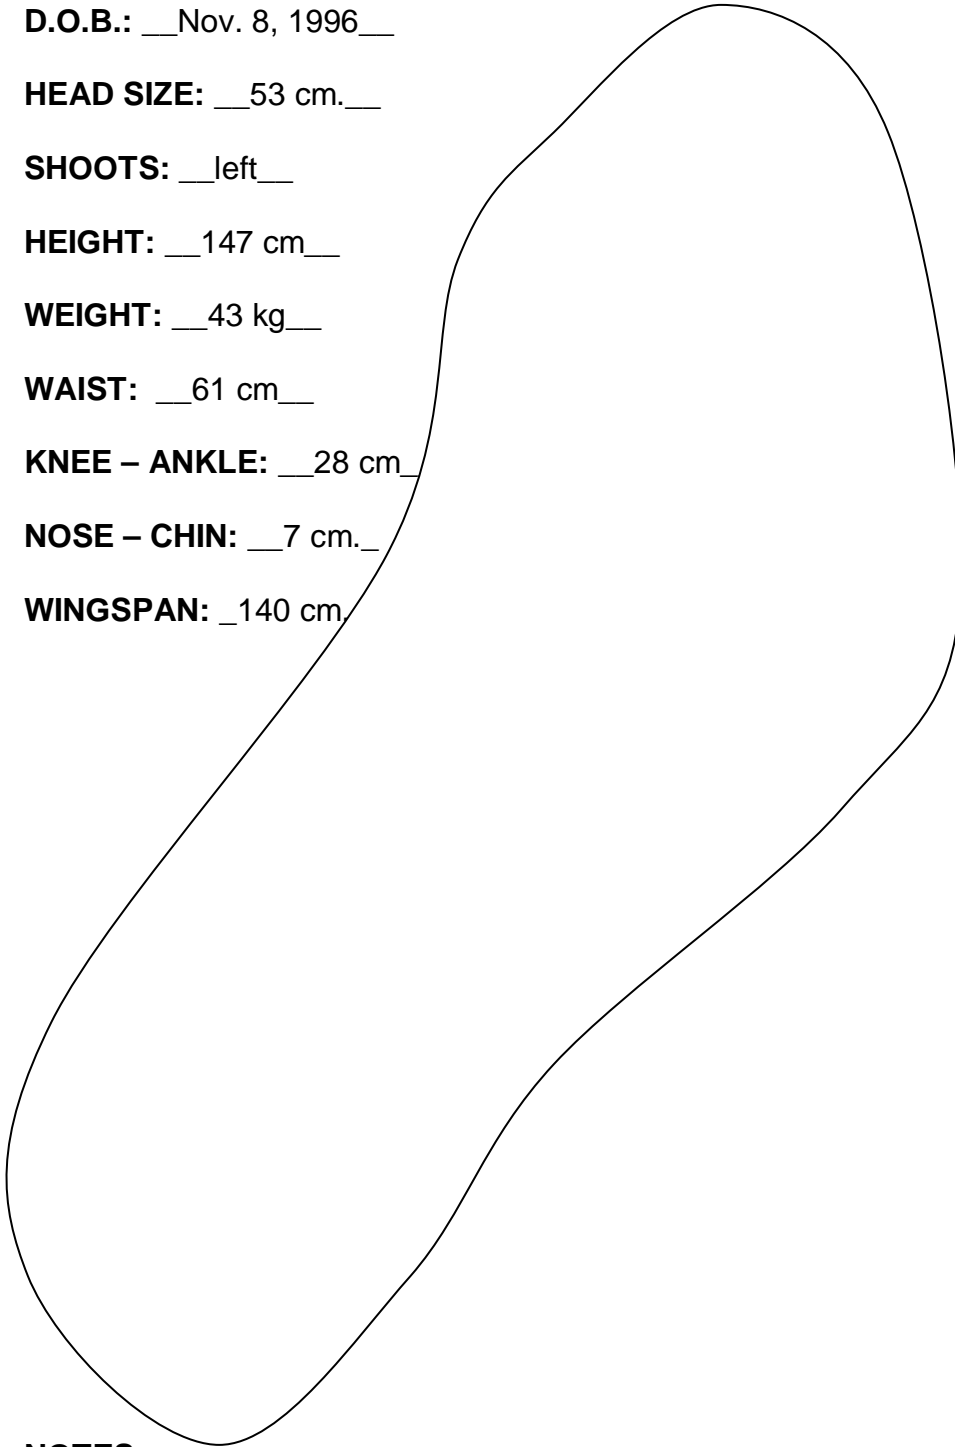 D.O.B.: __Nov. 8, 1996__
HEAD SIZE: __53 cm.__
SHOOTS: __left__
HEIGHT: __147 cm__
WEIGHT: __43 kg__
WAIST: __61 cm__
KNEE – ANKLE: __28 cm_
NOSE – CHIN: __7 cm._
WINGSPAN: _140 cm.